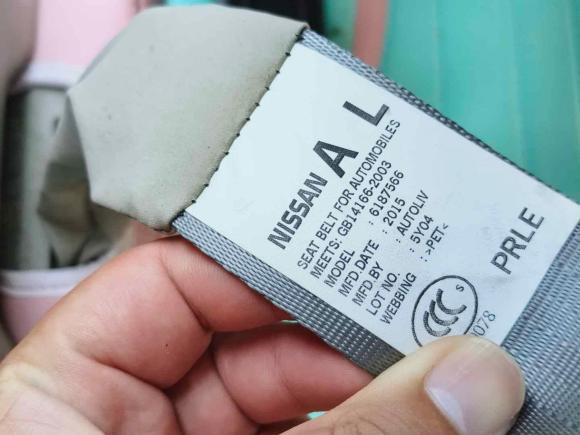 NISSAN A L
SEAT BELT FOR AUTOMOBILES
MEETS: GB14166-2003
MODEL : 6187566
MFD.DATE : 2015
MFD.BY : AUTOLIV
LOT NO. : 5Y04
WEBBING : >PET<
PRLE
CCC S